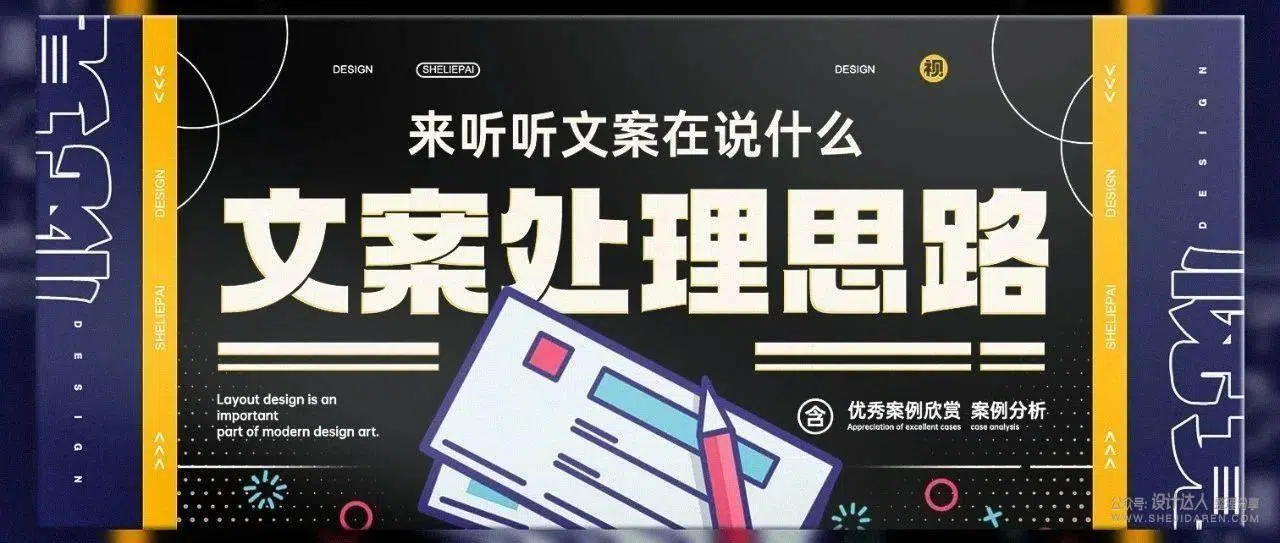 DESIGN
SHELIEPAI
DESIGN
视
来听听文案在说什么
文案处理思路
Layout design is an
important
part of modern design art.
含
优秀案例欣赏 案例分析
Appreciation of excellent cases case analysis
DESIGN
SHELIEPAI
DESIGN
SHELIEPAI
DESIGN
DESIGN
公众号: 设计达人
WWW.SHEJIDAREN.COM